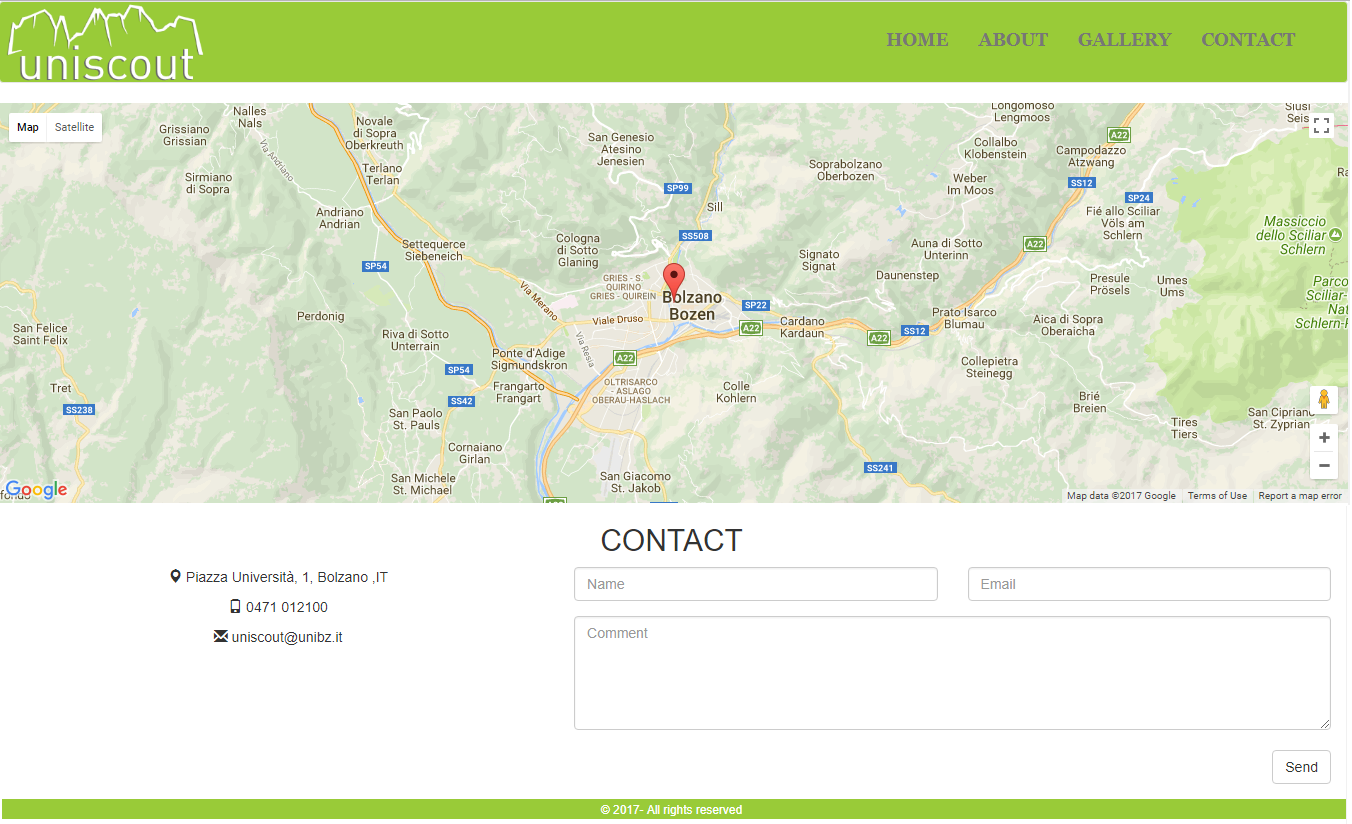 uniscout
HOME ABOUT GALLERY CONTACT
Map Satellite
Nalles
Nals
Grissiano
Grissian
Novale
di Sopra
Oberkreuth
Via Andriano
Terlano
Terlan
Sirmiano
di Sopra
Andriano
Andrian
San Genesio
Atesino
Jenesien
SP99
Sill
SS508
Soprabolzano
Oberbozen
Longomoso
Lengmoos
Collalbo
Klobenstein
A22
Campodazzo
Atzwang
Siusi
Seis
Weber
Im Moos
SS12
SP24
Fié allo Sciliar
Völs am
Schlern
Massiccio
dello Sciliar
Schlern
Settequerce
Siebeneich
SP54
Cologna
di Sotto
Glaning
Signato
Signat
Auna di Sotto
Unterinn
A22
Daunenstep
Presule
Prösels
Umes
Ums
Parco
Sciliar-
Schlern-
GRIES - S.
QUIRINO
GRIES - QUIREIN
Via Merano
Bolzano
Bozen
SP22
A22
Viale Druso
Via Resia
Cardano
Kardaun
A22
SS12
Prato Isarco
Blumau
Aica di Sopra
Oberaicha
Perdonig
San Felice
Saint Felix
Riva di Sotto
Unterrain
Ponte d'Adige
Sigmundskron
A22
SP54
Frangarto
Frangart
SS42
OLTRISARCO
- ASLAGO
OBERAU-HASLACH
Colle
Kohlern
Collepietra
Steinegg
Tret
SS238
San Paolo
St. Pauls
Brié
Breien
Tires
Tiers
San Cipriano
St. Zyprian
Cornaiano
Girlan
San Michele
St. Michael
San Giacomo
St. Jakob
SS241
Google
Map data ©2017 Google Terms of Use Report a map error
CONTACT
Piazza Università, 1, Bolzano ,IT
0471 012100
uniscout@unibz.it
Name Email
Comment
Send
© 2017- All rights reserved